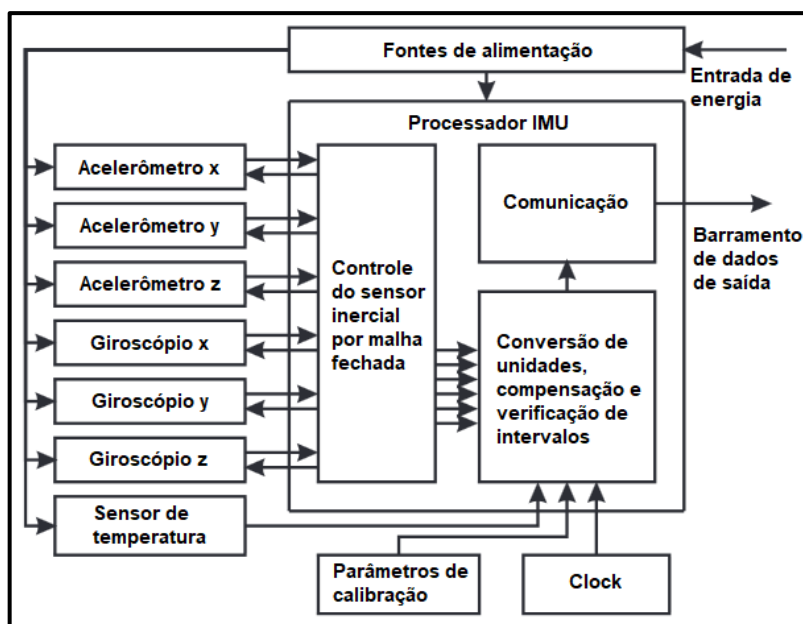 Fontes de alimentação
Entrada de
energia
Processador IMU
Acelerômetro x
Acelerômetro y
Acelerômetro z
Giroscópio x
Giroscópio y
Giroscópio z
Sensor de
temperatura
Controle
do sensor
inercial
por malha
fechada
Comunicação
Barramento
de dados
de saída
Conversão de
unidades,
compensação e
verificação de
intervalos
Parâmetros de
calibração
Clock